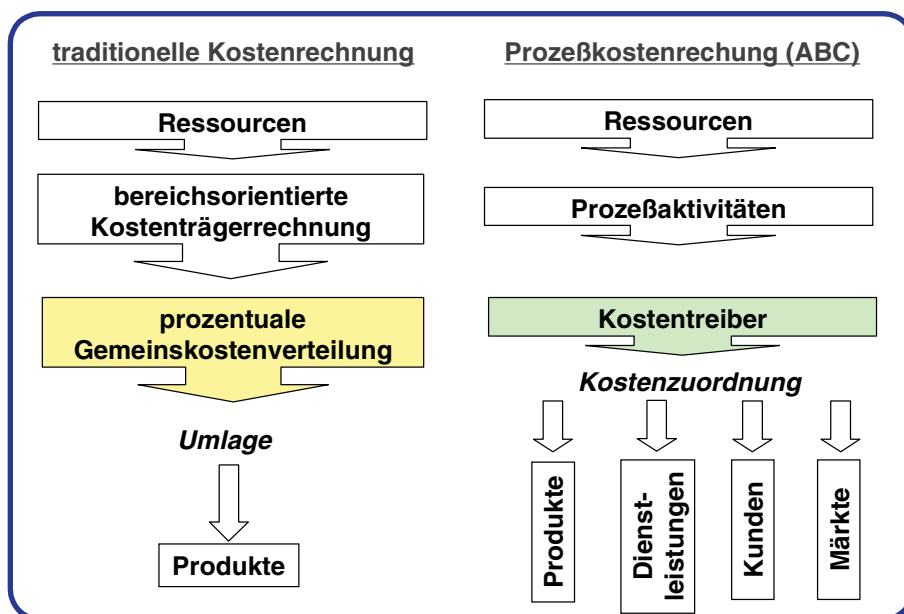 traditionelle Kostenrechnung
Ressourcen
bereichsorientierte
Kostenträgerrechnung
prozentuale
Gemeinskostenverteilung
Umlage
Produkte
Prozeßkostenrechung (ABC)
Ressourcen
Prozeßaktivitäten
Kostentreiber
Kostenzuordnung
Produkte
Dienst-
leistungen
Kunden
Märkte